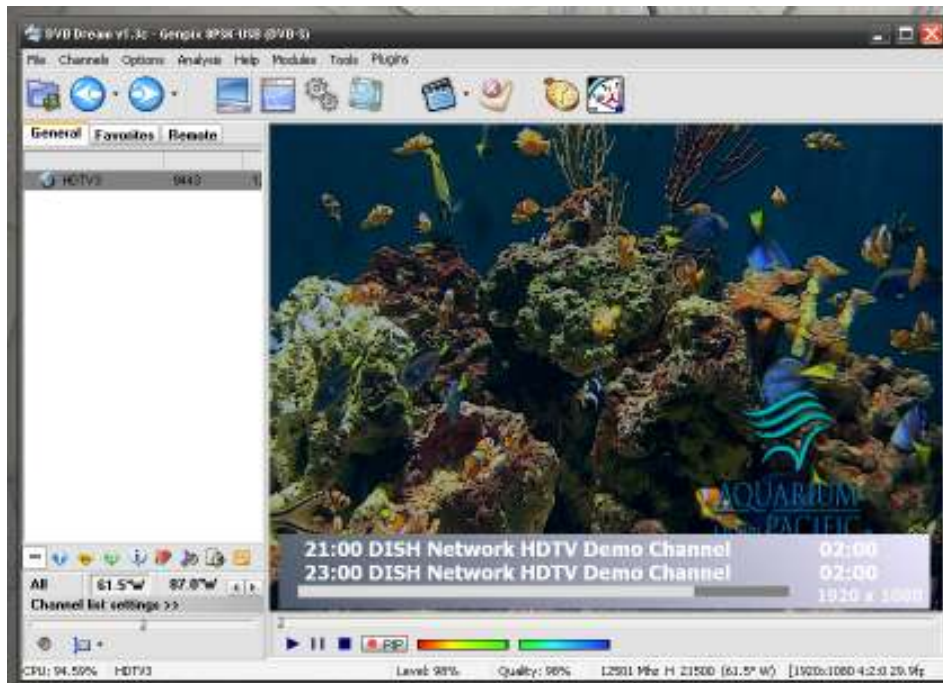 DVB Dream v1.3c - Genpix 8PSK-USB (DVB-S)
File Channels Options Analysis Help Modules Tools Plugins
General Favorites Remote
HDTV3 9443
AQUARIUM
PACIFIC
21:00 DISH Network HDTV Demo Channel 02:00
23:00 DISH Network HDTV Demo Channel 02:00
1920 x 1080
All 61.5°W 87.0°W
Channel list settings >>
PIP
CPU: 94.59% HDTV3 Level: 98% Quality: 98% 12501 Mhz H 21500 (61.5° W) [1920x1080 4:2:0 29.9